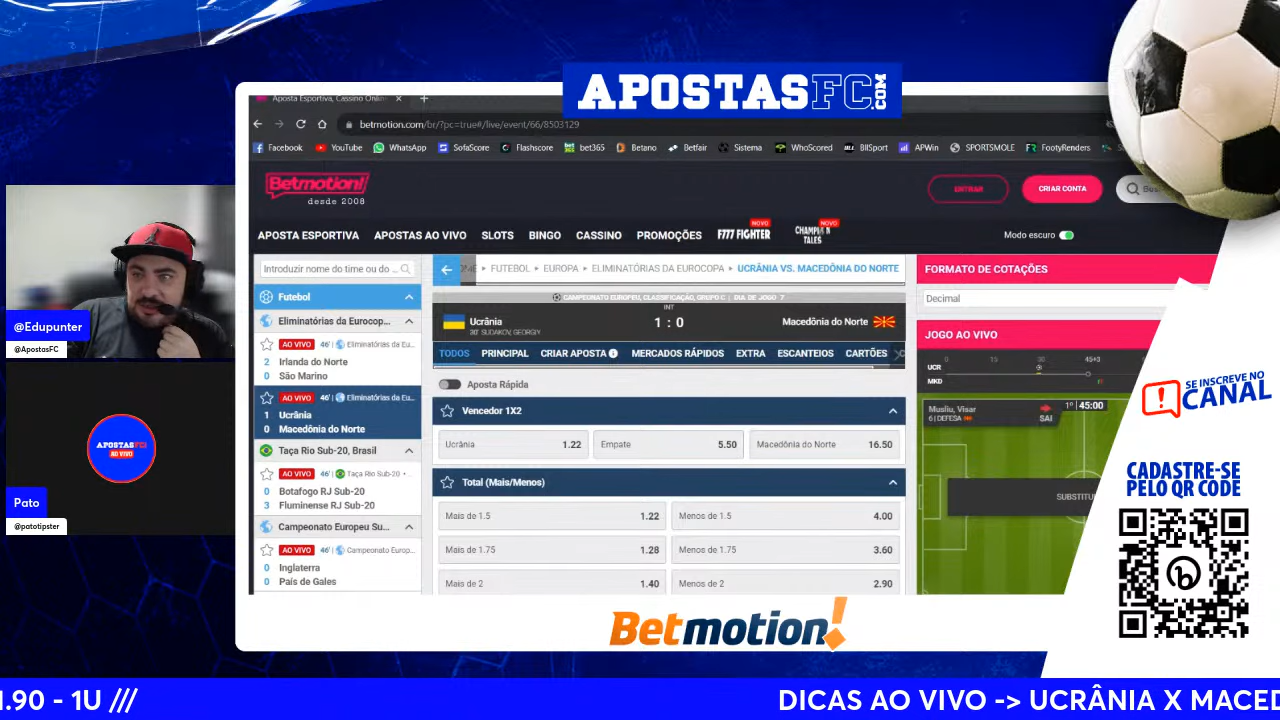 APOSTASFC.COM
Aposta Esportiva, Cassino Online
betmotion.com/br/?pc=true#/live/event/66/8503129
Facebook YouTube WhatsApp SofaScore Flashscore bet365 Betano Betfair Sistema WhoScored BllSport APWin SPORTSMOLE FootyRenders
Betmotion!
desde 2008
ENTRAR CRIAR CONTA
APOSTA ESPORTIVA APOSTAS AO VIVO SLOTS BINGO CASSINO PROMOÇÕES F777 FIGHTER NOVO NOVO
TALES
Modo escuro
Introduzir nome do time ou do ...
Futebol
Eliminatórias da Eurocop...
AO VIVO 46' Eliminatórias da Eu...
2 Irlanda do Norte
0 São Marino
AO VIVO 46' Eliminatórias da Eu...
1 Ucrânia
0 Macedônia do Norte
Taça Rio Sub-20, Brasil
AO VIVO 46' Taça Rio Sub-20
0 Botafogo RJ Sub-20
3 Fluminense RJ Sub-20
Campeonato Europeu Su...
AO VIVO 46' Campeonato Europ...
0 Inglaterra
0 País de Gales
FUTEBOL EUROPA ELIMINATÓRIAS DA EUROCOPA UCRÂNIA VS. MACEDÔNIA DO NORTE
CAMPEONATO EUROPEU, CLASSIFICAÇÃO, GRUPO C | DIA DE JOGO 7
INT
Ucrânia 1 : 0 Macedônia do Norte
31' SUDAKOV, GEORGIY
TODOS PRINCIPAL CRIAR APOSTA MERCADOS RÁPIDOS EXTRA ESCANTEIOS CARTÕES
Aposta Rápida
Vencedor 1X2
Ucrânia 1.22 Empate 5.50 Macedônia do Norte 16.50
Total (Mais/Menos)
Mais de 1.5 1.22 Menos de 1.5 4.00
Mais de 1.75 1.28 Menos de 1.75 3.60
Mais de 2 1.40 Menos de 2 2.90
FORMATO DE COTAÇÕES
Decimal
JOGO AO VIVO
0 15 30 45+3
UCR
MKD
Musliu, Visar
6 | DEFESA
SAI
1º 45:00
SUBSTITU
@Edupunter
@ApostasFC
APOSTASFC
AO VIVO
Pato
@patotipster
SE INSCREVE NO
CANAL
CADASTRE-SE
PELO QR CODE
Betmotion!
1.90 - 1U /// DICAS AO VIVO -> UCRÂNIA X MACED